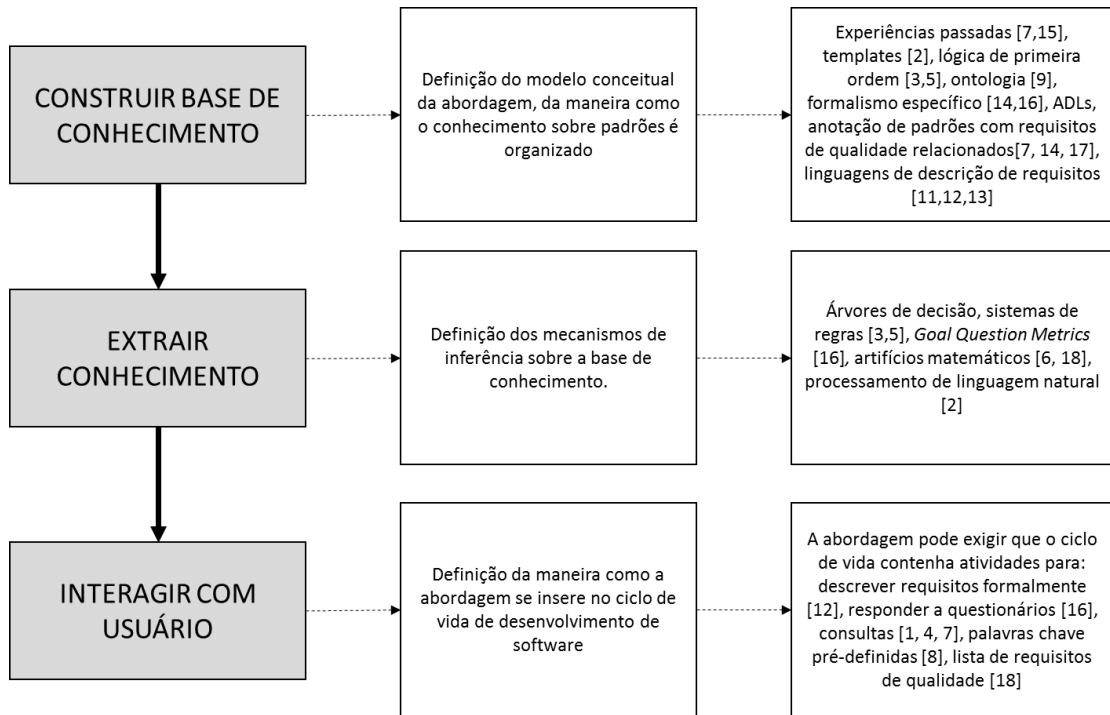 CONSTRUIR BASE DE
CONHECIMENTO
Definição do modelo conceitual
da abordagem, da maneira como
o conhecimento sobre padrões é
organizado
Experiências passadas [7,15],
templates [2], lógica de primeira
ordem [3,5], ontologia [9],
formalismo específico [14,16], ADLs,
anotação de padrões com requisitos
de qualidade relacionados[7, 14, 17],
linguagens de descrição de requisitos
[11,12,13]
EXTRAIR
CONHECIMENTO
Definição dos mecanismos de
inferência sobre a base de
conhecimento.
Árvores de decisão, sistemas de
regras [3,5], Goal Question Metrics
[16], artifícios matemáticos [6, 18],
processamento de linguagem natural
[2]
INTERAGIR COM
USUÁRIO
Definição da maneira como a
abordagem se insere no ciclo de
vida de desenvolvimento de
software
A abordagem pode exigir que o ciclo
de vida contenha atividades para:
descrever requisitos formalmente
[12], responder a questionários [16],
consultas [1, 4, 7], palavras chave
pré-definidas [8], lista de requisitos
de qualidade [18]